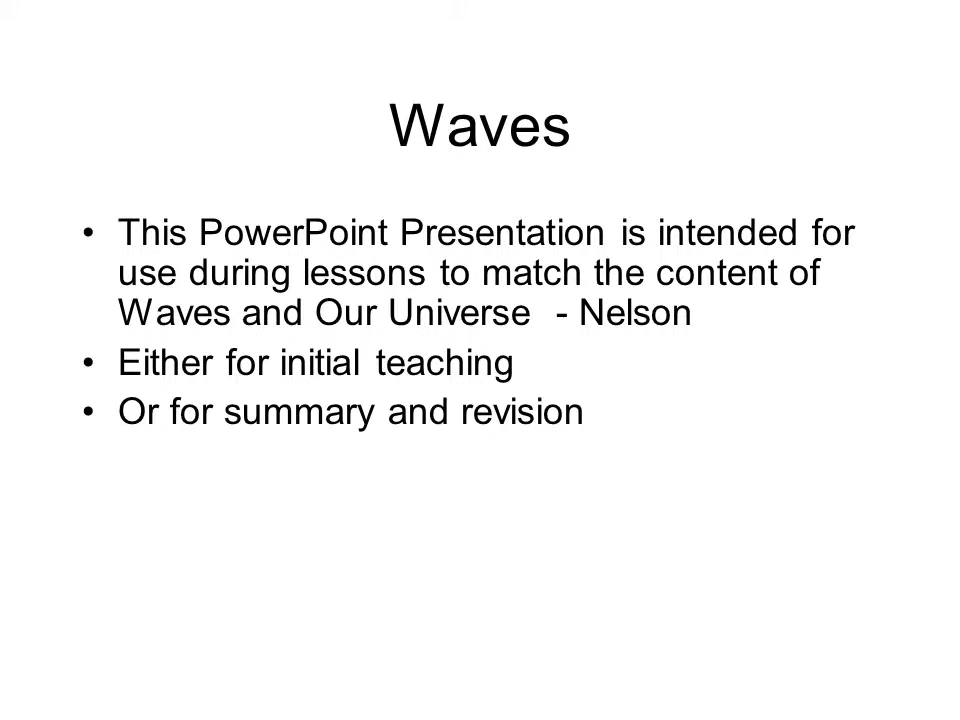 Waves
• This PowerPoint Presentation is intended for
use during lessons to match the content of
Waves and Our Universe  - Nelson
• Either for initial teaching
• Or for summary and revision